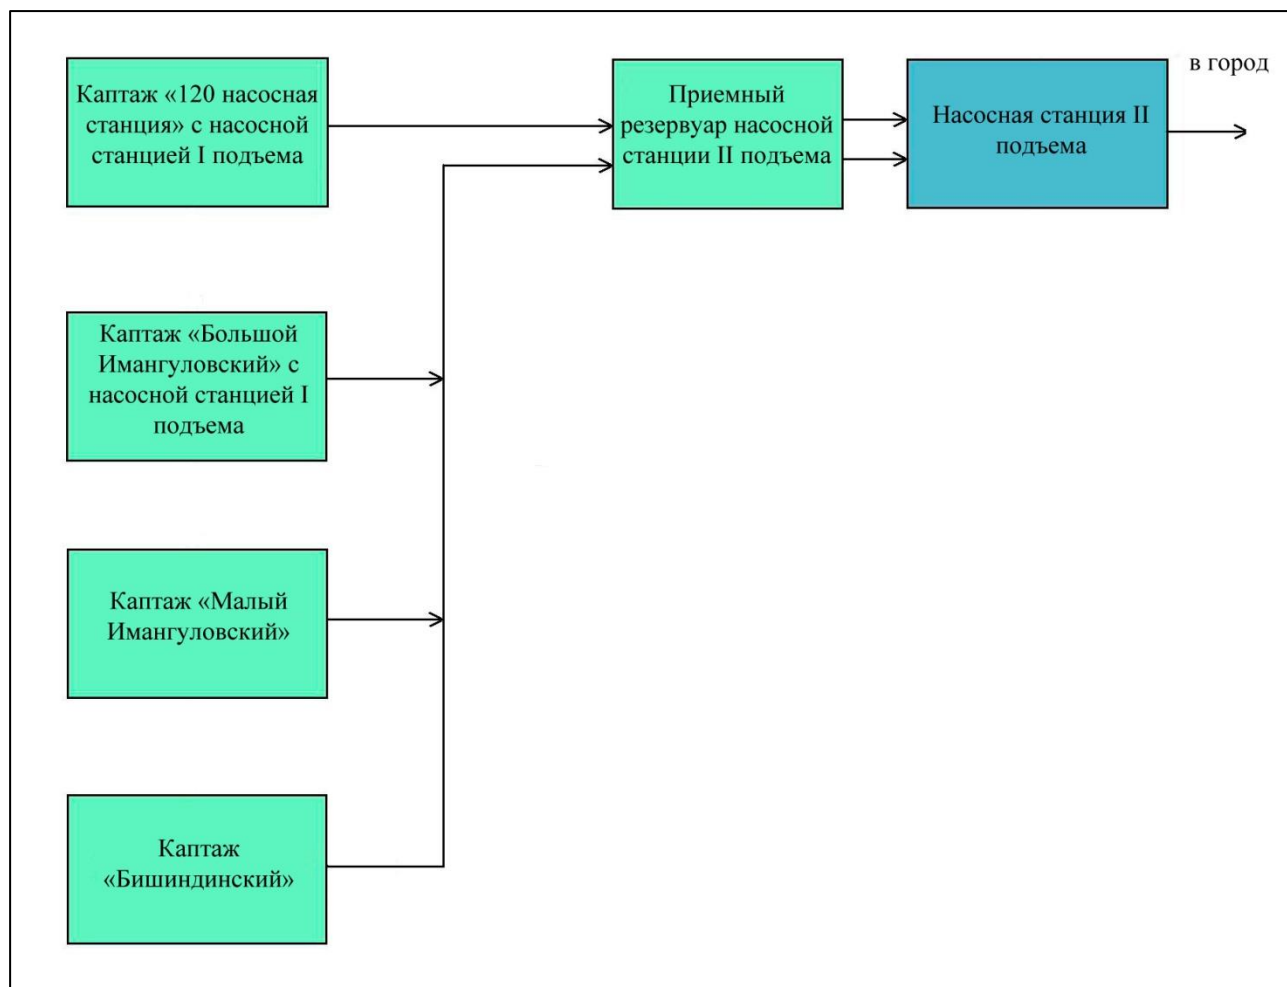 Каптаж «120 насосная
станция» с насосной
станцией I подъема
Приемный
резервуар насосной
станции II подъема
Насосная станция II
подъема
в город
Каптаж «Большой
Имангуловский» с
насосной станцией I
подъема
Каптаж «Малый
Имангуловский»
Каптаж
«Бишиндинский»